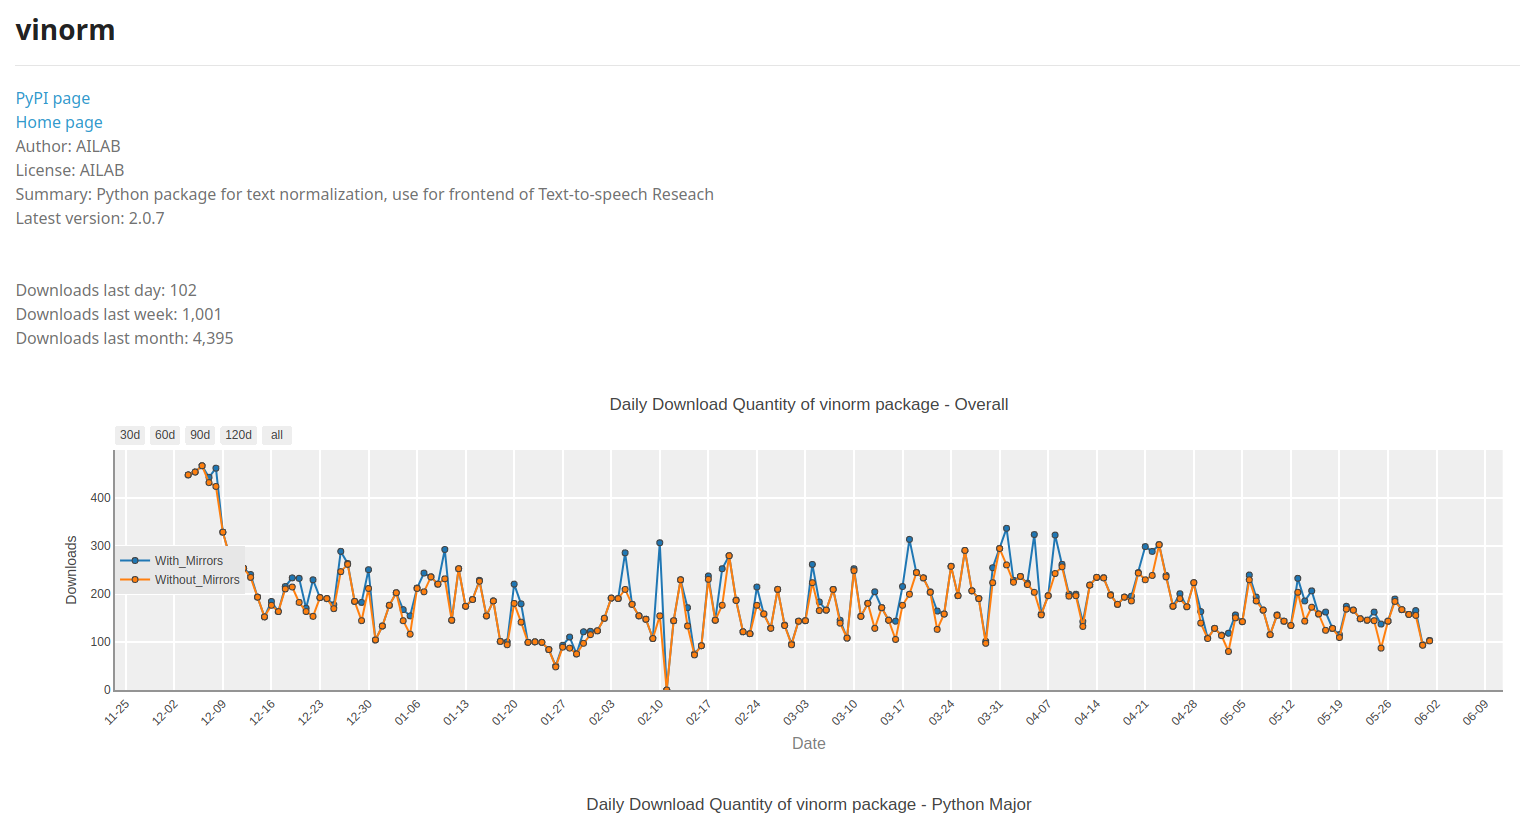 vinorm
PyPI page
Home page
Author: AILAB
License: AILAB
Summary: Python package for text normalization, use for frontend of Text-to-speech Reseach
Latest version: 2.0.7
Downloads last day: 102
Downloads last week: 1,001
Downloads last month: 4,395
Daily Download Quantity of vinorm package - Overall
30d 60d 90d 120d all
400
300
200
100
0
Downloads
With_Mirrors
Without_Mirrors
11-25 12-02 12-09 12-16 12-23 12-30 01-06 01-13 01-20 01-27 02-03 02-10 02-17 02-24 03-03 03-10 03-17 03-24 03-31 04-07 04-14 04-21 04-28 05-05 05-12 05-19 05-26 06-02 06-09
Date
Daily Download Quantity of vinorm package - Python Major